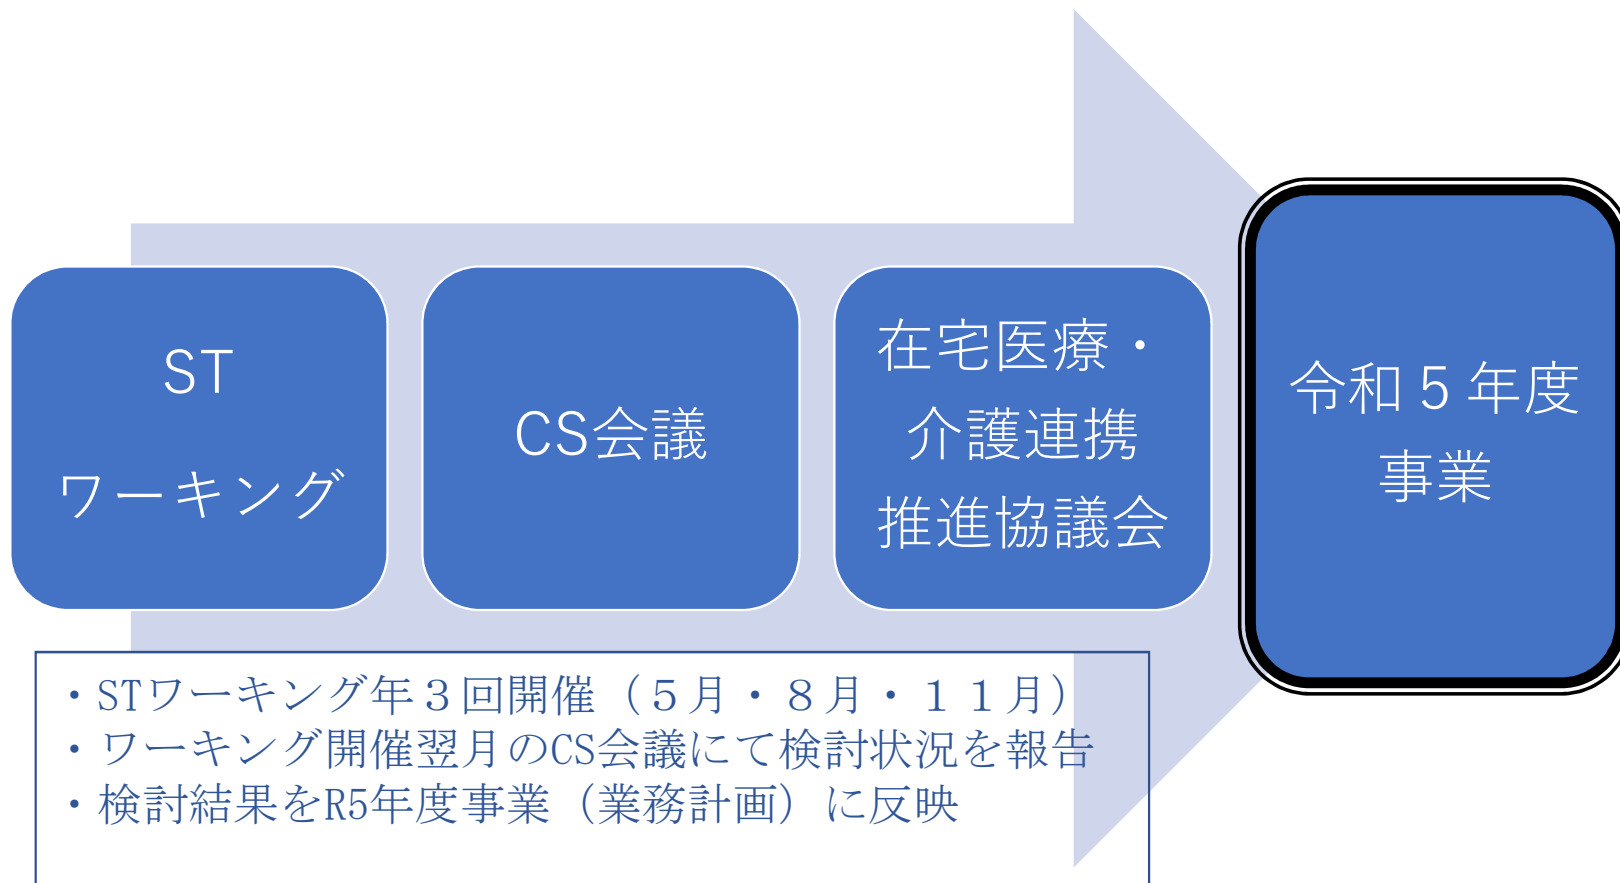 ST
ワーキング
CS会議
在宅医療・
介護連携
推進協議会
令和５年度
事業
・STワーキング年３回開催（５月・８月・１１月）
・ワーキング開催翌月のCS会議にて検討状況を報告
・検討結果をR5年度事業（業務計画）に反映